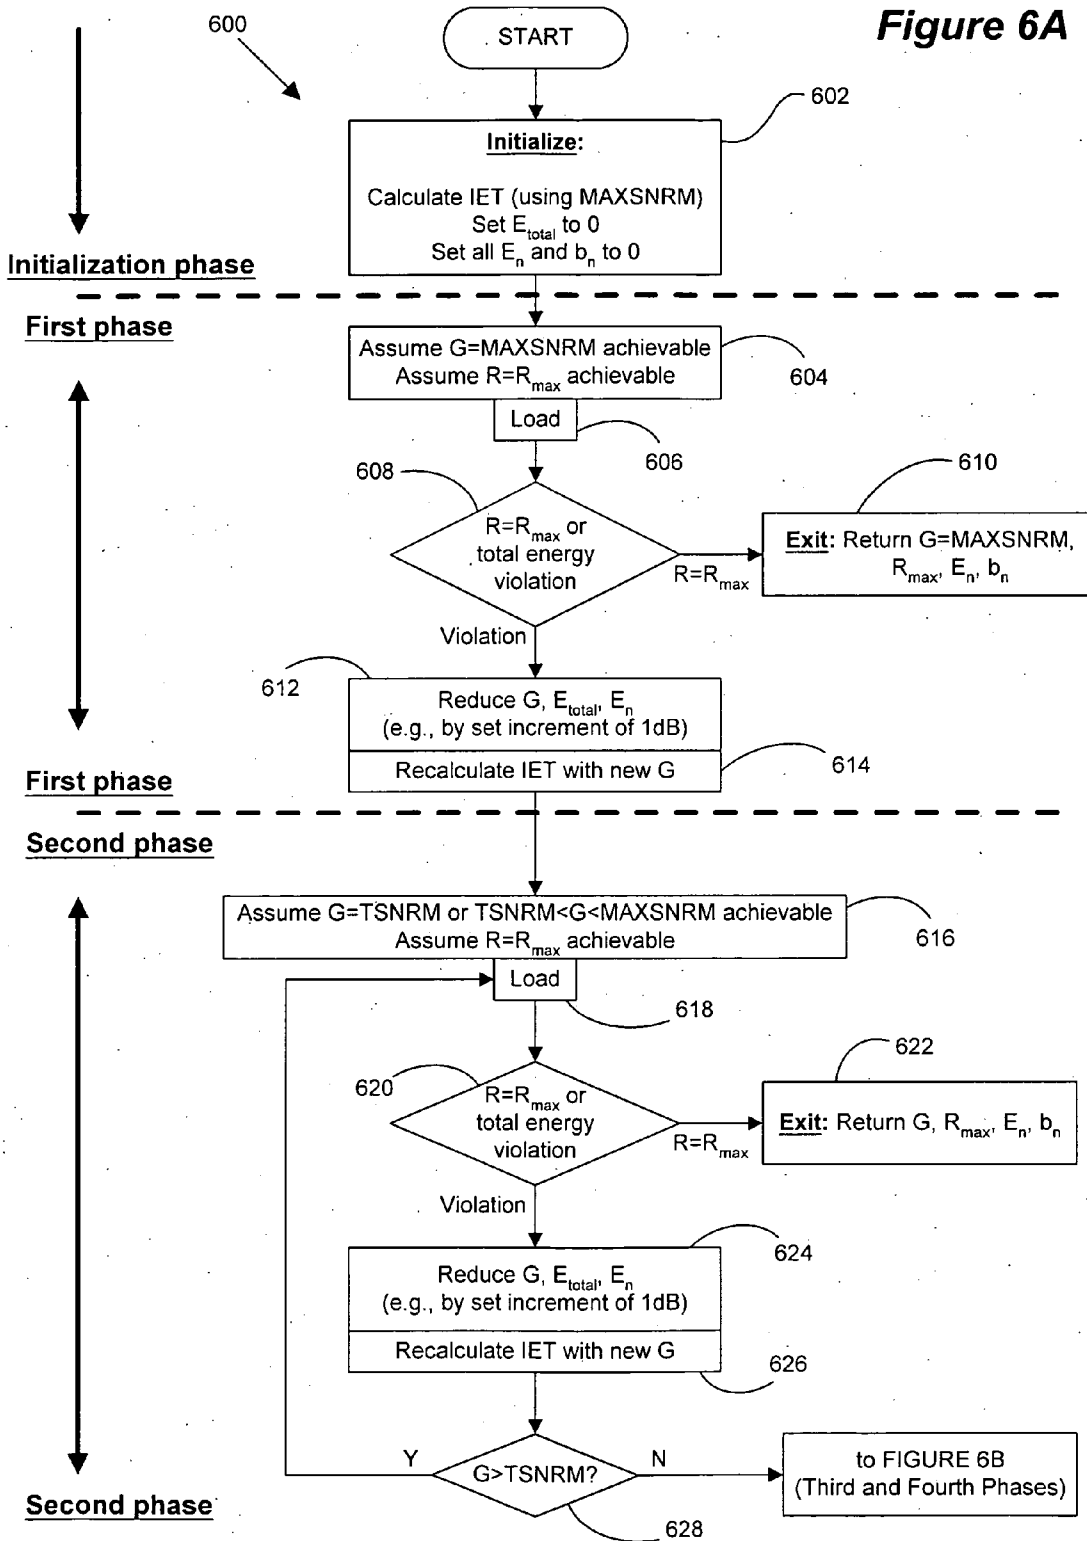 Figure 6A
600
START
602
Initialize:
Calculate IET (using MAXSNRM)
Set E_total to 0
Set all E_n and b_n to 0
Initialization phase
First phase
Assume G=MAXSNRM achievable
Assume R=R_max achievable
604
Load
606
608
R=R_max or
total energy
violation
R=R_max
610
Exit: Return G=MAXSNRM,
R_max, E_n, b_n
Violation
612
Reduce G, E_total, E_n
(e.g., by set increment of 1dB)
Recalculate IET with new G
614
First phase
Second phase
Assume G=TSNRM or TSNRM<G<MAXSNRM achievable
Assume R=R_max achievable
616
Load
618
620
R=R_max or
total energy
violation
R=R_max
622
Exit: Return G, R_max, E_n, b_n
Violation
624
Reduce G, E_total, E_n
(e.g., by set increment of 1dB)
Recalculate IET with new G
626
Y
G>TSNRM?
N
to FIGURE 6B
(Third and Fourth Phases)
628
Second phase